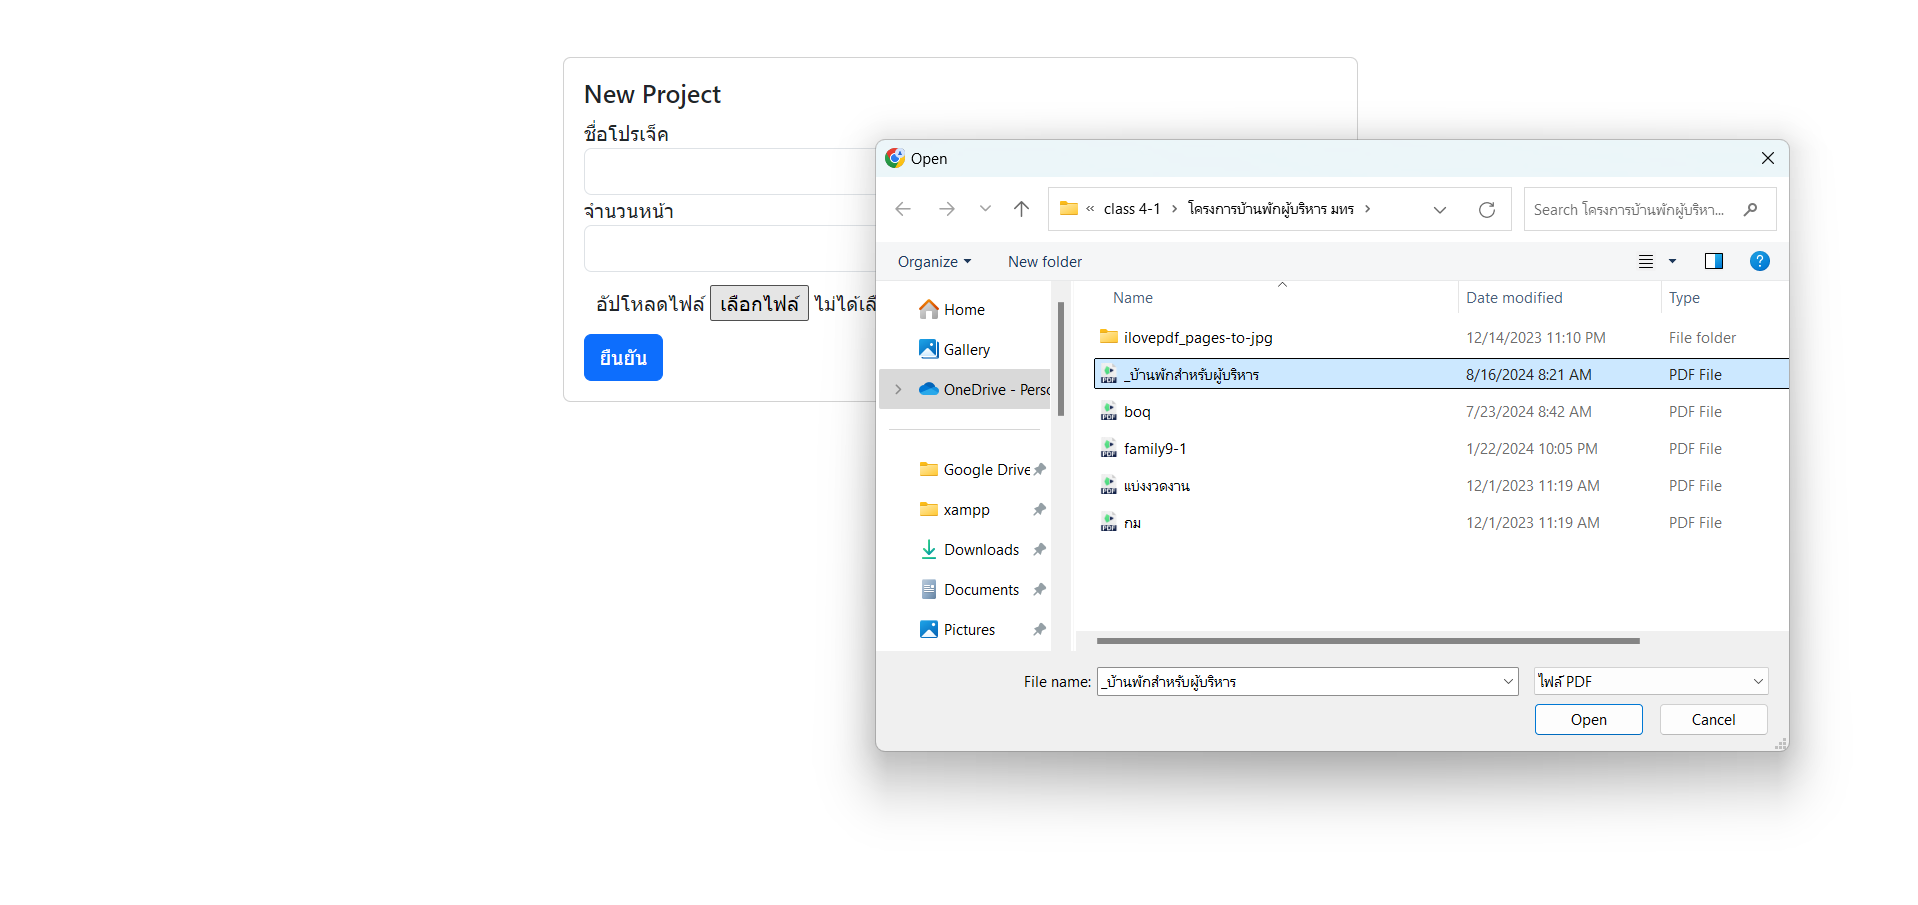 New Project
ชื่อโปรเจ็ค
จำนวนหน้า
อัปโหลดไฟล์ เลือกไฟล์ ไม่ได้เลื
ยืนยัน
Open
« class 4-1 › โครงการบ้านพักผู้บริหาร มทร ›
Search โครงการบ้านพักผู้บริหา...
Organize New folder
?
Home
Gallery
OneDrive - Perso
Google Drive
xampp
Downloads
Documents
Pictures
Name Date modified Type
ilovepdf_pages-to-jpg 12/14/2023 11:10 PM File folder
PDF _บ้านพักสำหรับผู้บริหาร 8/16/2024 8:21 AM PDF File
PDF boq 7/23/2024 8:42 AM PDF File
PDF family9-1 1/22/2024 10:05 PM PDF File
PDF แบ่งงวดงาน 12/1/2023 11:19 AM PDF File
PDF กม 12/1/2023 11:19 AM PDF File
File name: _บ้านพักสำหรับผู้บริหาร ไฟล์ PDF
Open Cancel